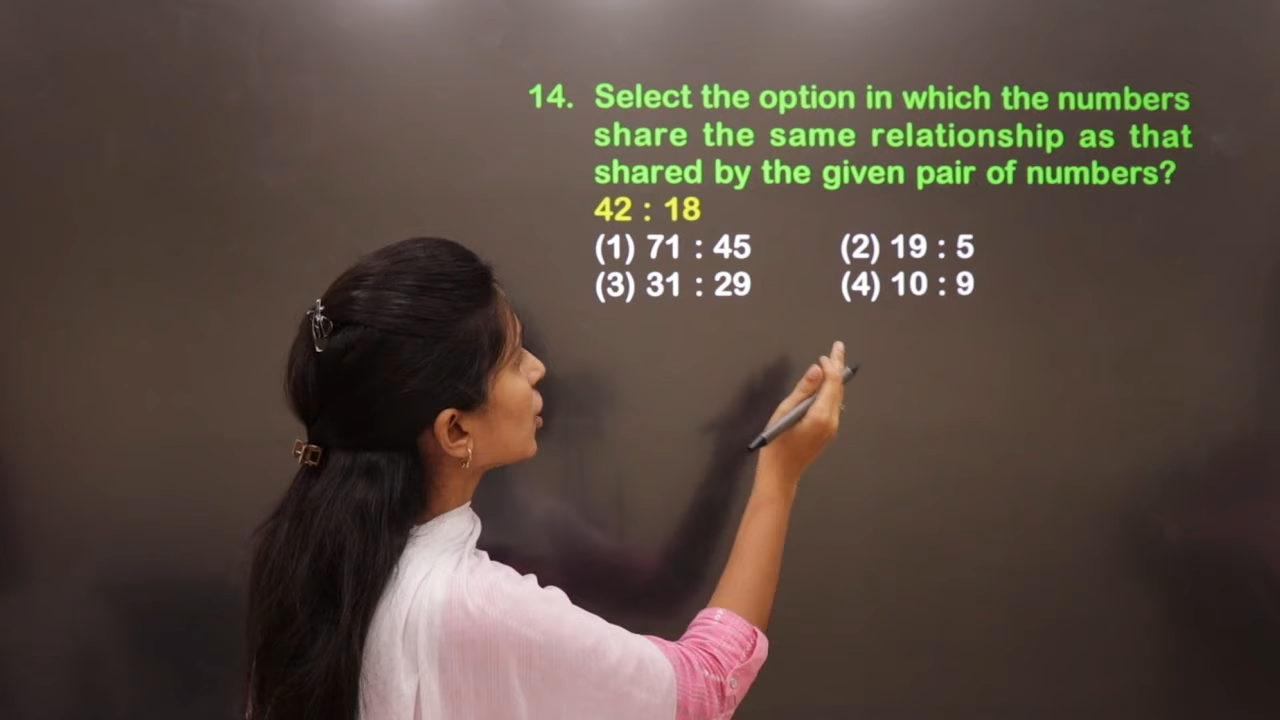 14. Select the option in which the numbers
share the same relationship as that
shared by the given pair of numbers?
42 : 18
(1) 71 : 45 (2) 19 : 5
(3) 31 : 29 (4) 10 : 9